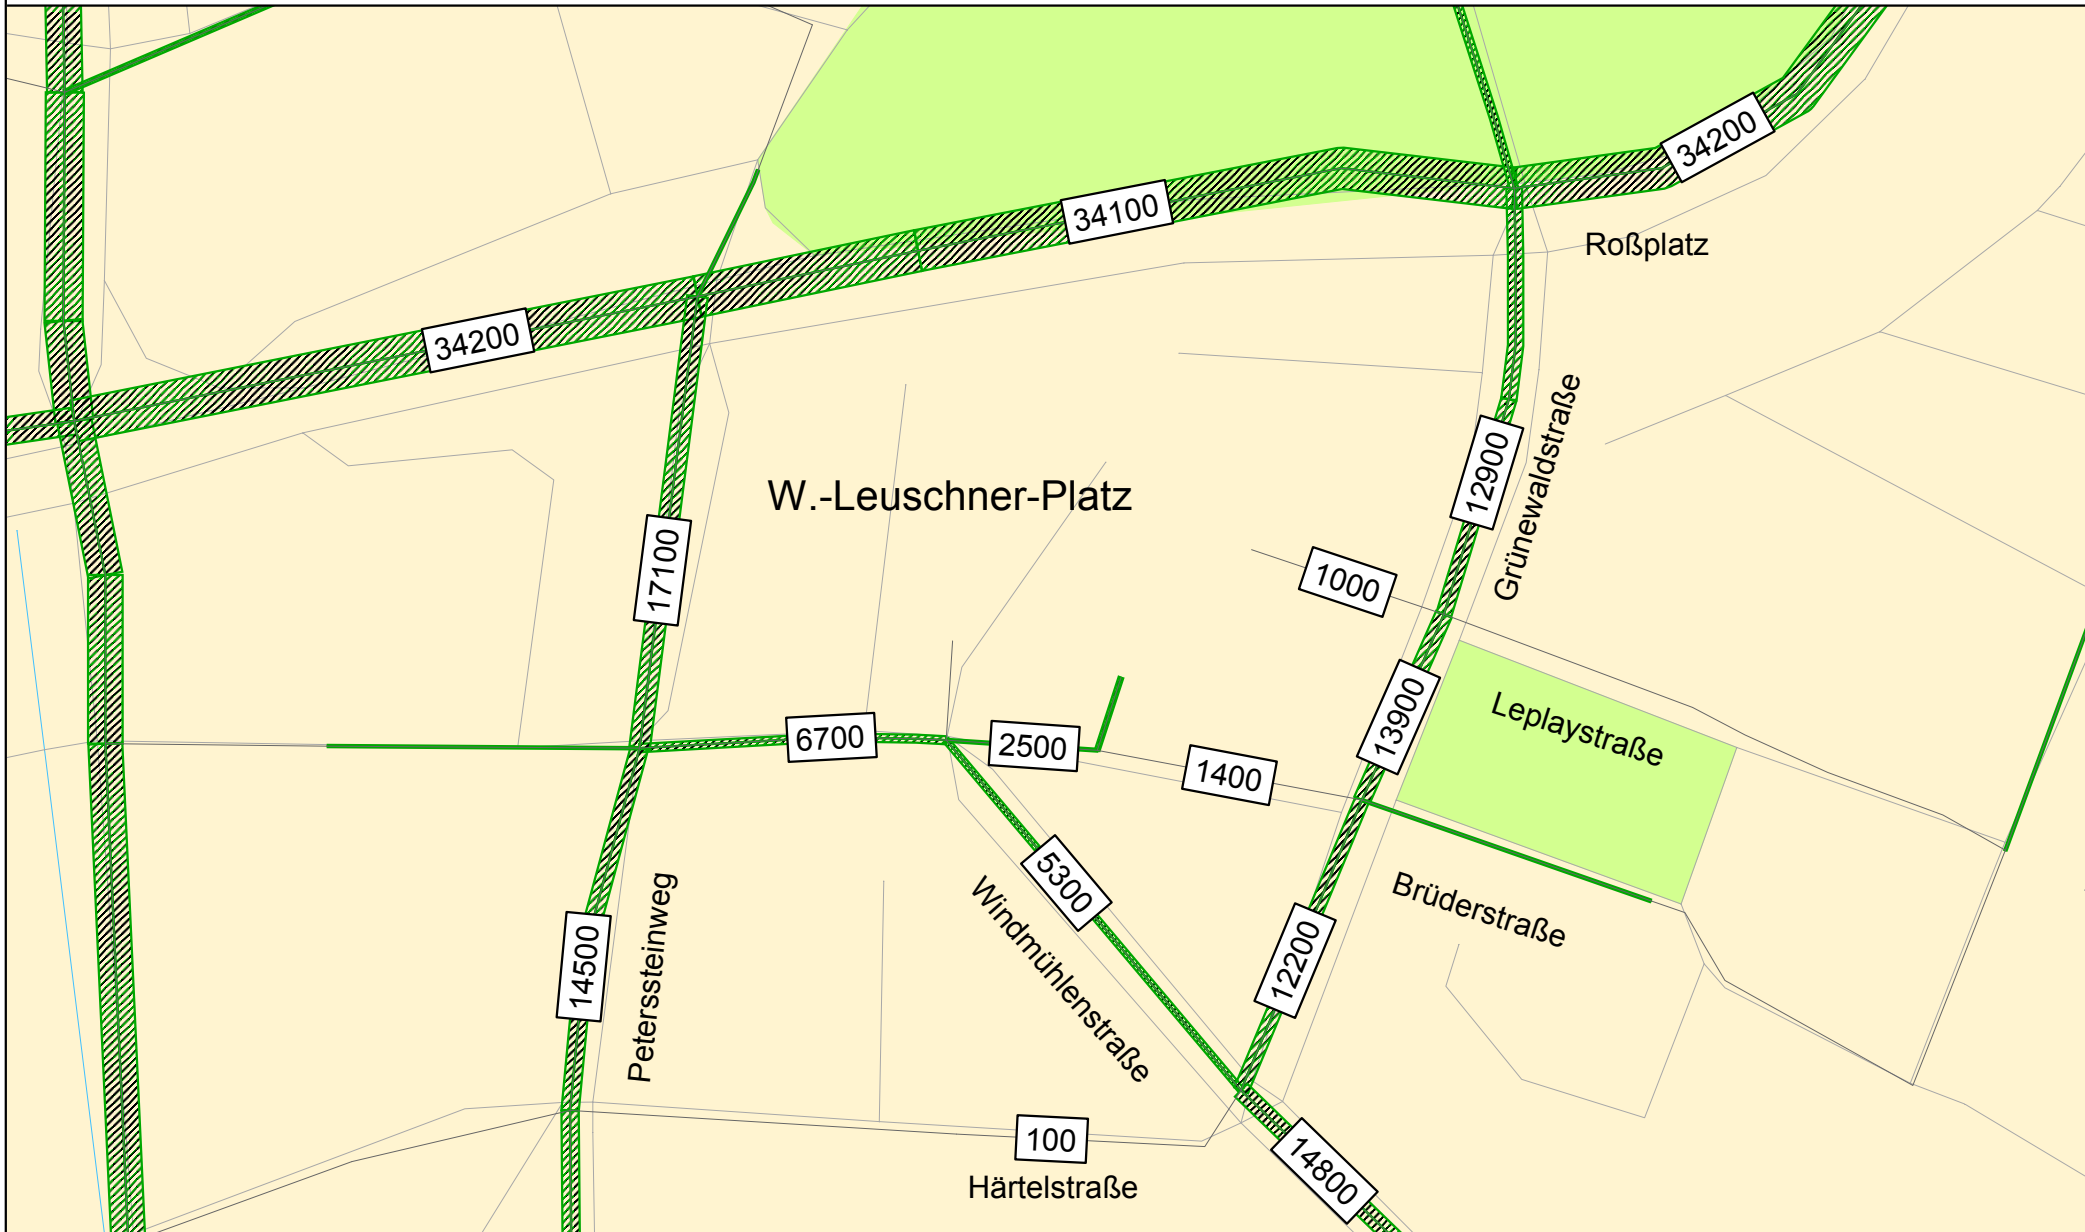 34200
34100
Roßplatz
34200
12900
Grünewaldstraße
W.-Leuschner-Platz
17100
1000
13900
Leplaystraße
6700
2500
1400
5300
Brüderstraße
14500
Peterssteinweg
Windmühlenstraße
12200
100
14800
Härtelstraße